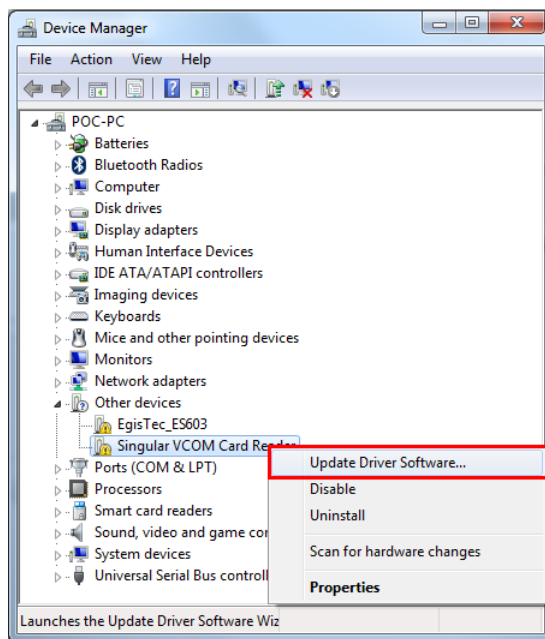 Device Manager
File Action View Help
POC-PC
Batteries
Bluetooth Radios
Computer
Disk drives
Display adapters
Human Interface Devices
IDE ATA/ATAPI controllers
Imaging devices
Keyboards
Mice and other pointing devices
Monitors
Network adapters
Other devices
EgisTec_ES603
Singular VCOM Card Reader
Ports (COM & LPT)
Processors
Smart card readers
Sound, video and game con
System devices
Universal Serial Bus controll
Update Driver Software...
Disable
Uninstall
Scan for hardware changes
Properties
Launches the Update Driver Software Wiz